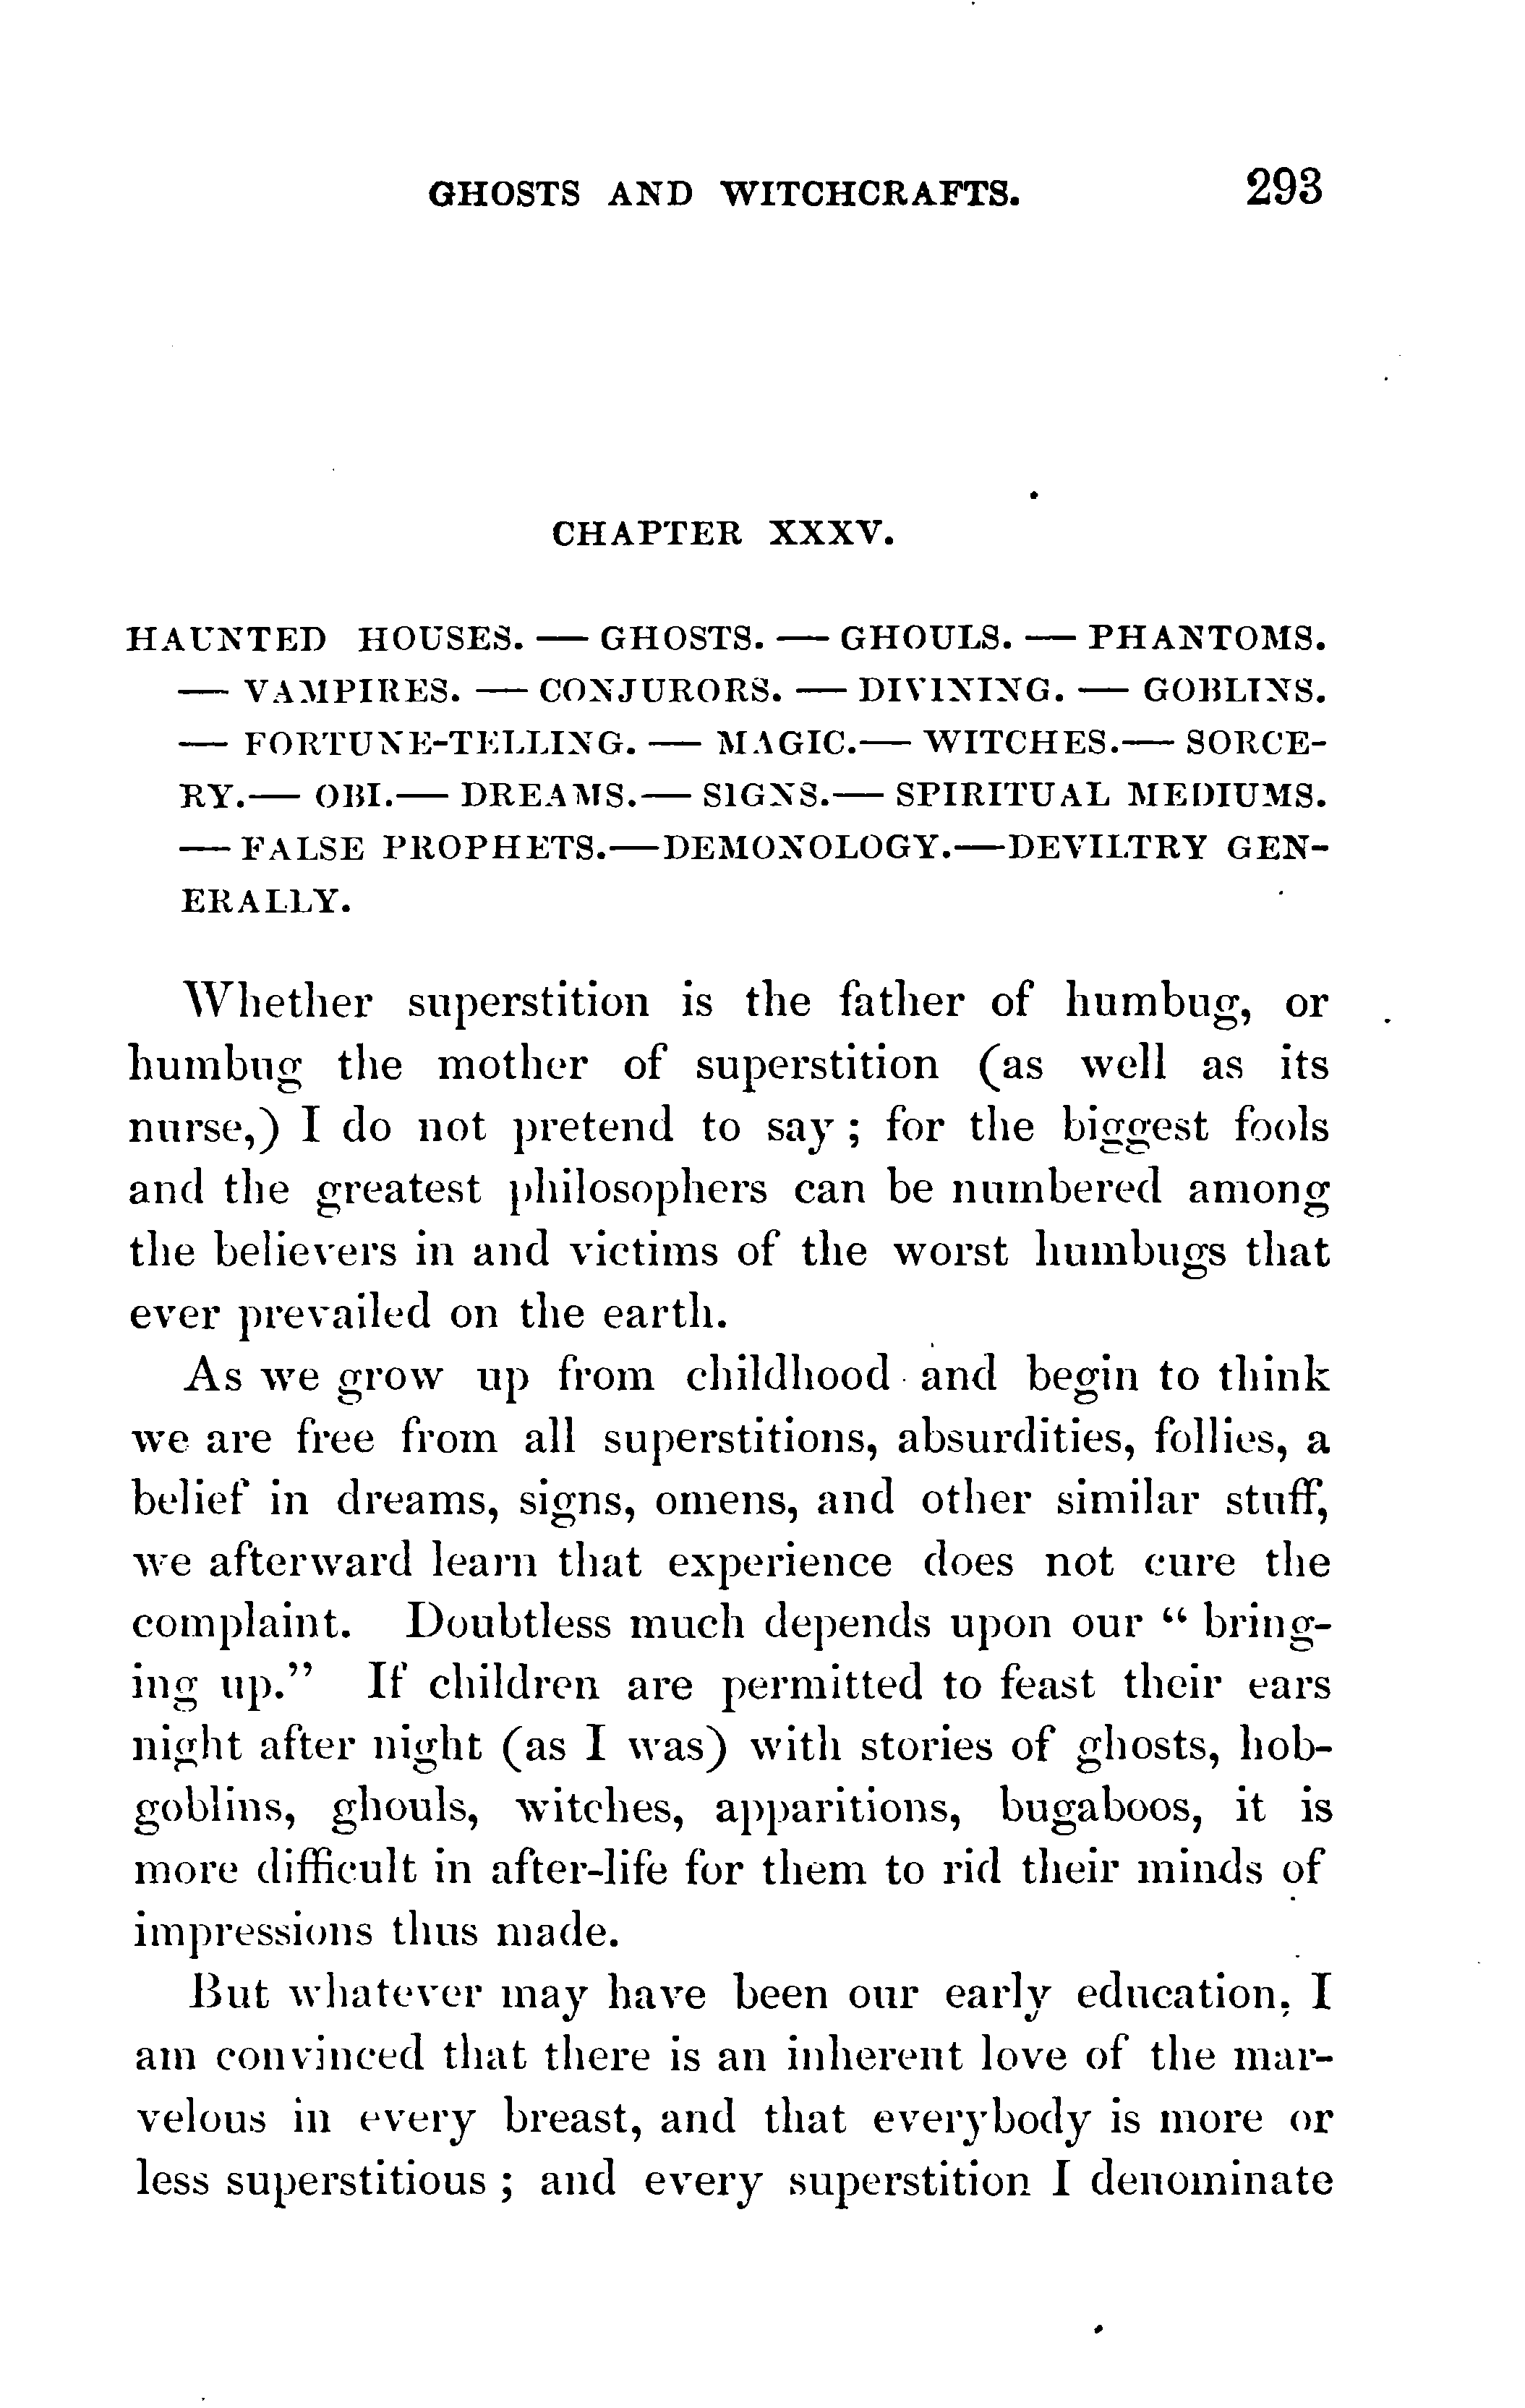 GHOSTS AND WITCHCRAFTS. 293
CHAPTER XXXV.
HAUNTED HOUSES. — GHOSTS. — GHOULS. — PHANTOMS.
— VAMPIRES. — CONJURORS. — DIVINING. — GOBLINS.
— FORTUNE-TELLING. — MAGIC.— WITCHES.— SORCE-
RY.— OBI.— DREAMS.— SIGNS.— SPIRITUAL MEDIUMS.
— FALSE PROPHETS.—DEMONOLOGY.—DEVILTRY GEN-
ERALLY.
Whether superstition is the father of humbug, or
humbug the mother of superstition (as well as its
nurse,) I do not pretend to say ; for the biggest fools
and the greatest philosophers can be numbered among
the believers in and victims of the worst humbugs that
ever prevailed on the earth.
As we grow up from childhood and begin to think
we are free from all superstitions, absurdities, follies, a
belief in dreams, signs, omens, and other similar stuff,
we afterward learn that experience does not cure the
complaint. Doubtless much depends upon our “ bring-
ing up.” If children are permitted to feast their ears
night after night (as I was) with stories of ghosts, hob-
goblins, ghouls, witches, apparitions, bugaboos, it is
more difficult in after-life for them to rid their minds of
impressions thus made.
But whatever may have been our early education, I
am convinced that there is an inherent love of the mar-
velous in every breast, and that everybody is more or
less superstitious ; and every superstition I denominate